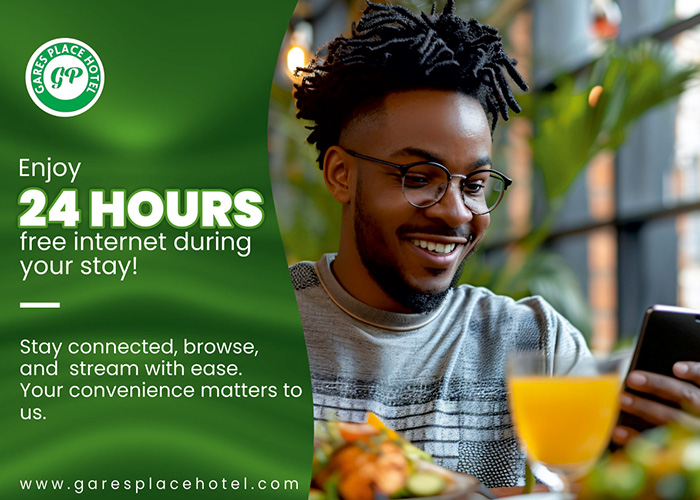 GARES PLACE HOTEL
GP
Enjoy
24 HOURS
free internet during
your stay!
Stay connected, browse,
and stream with ease.
Your convenience matters to
us.
www.garesplacehotel.com